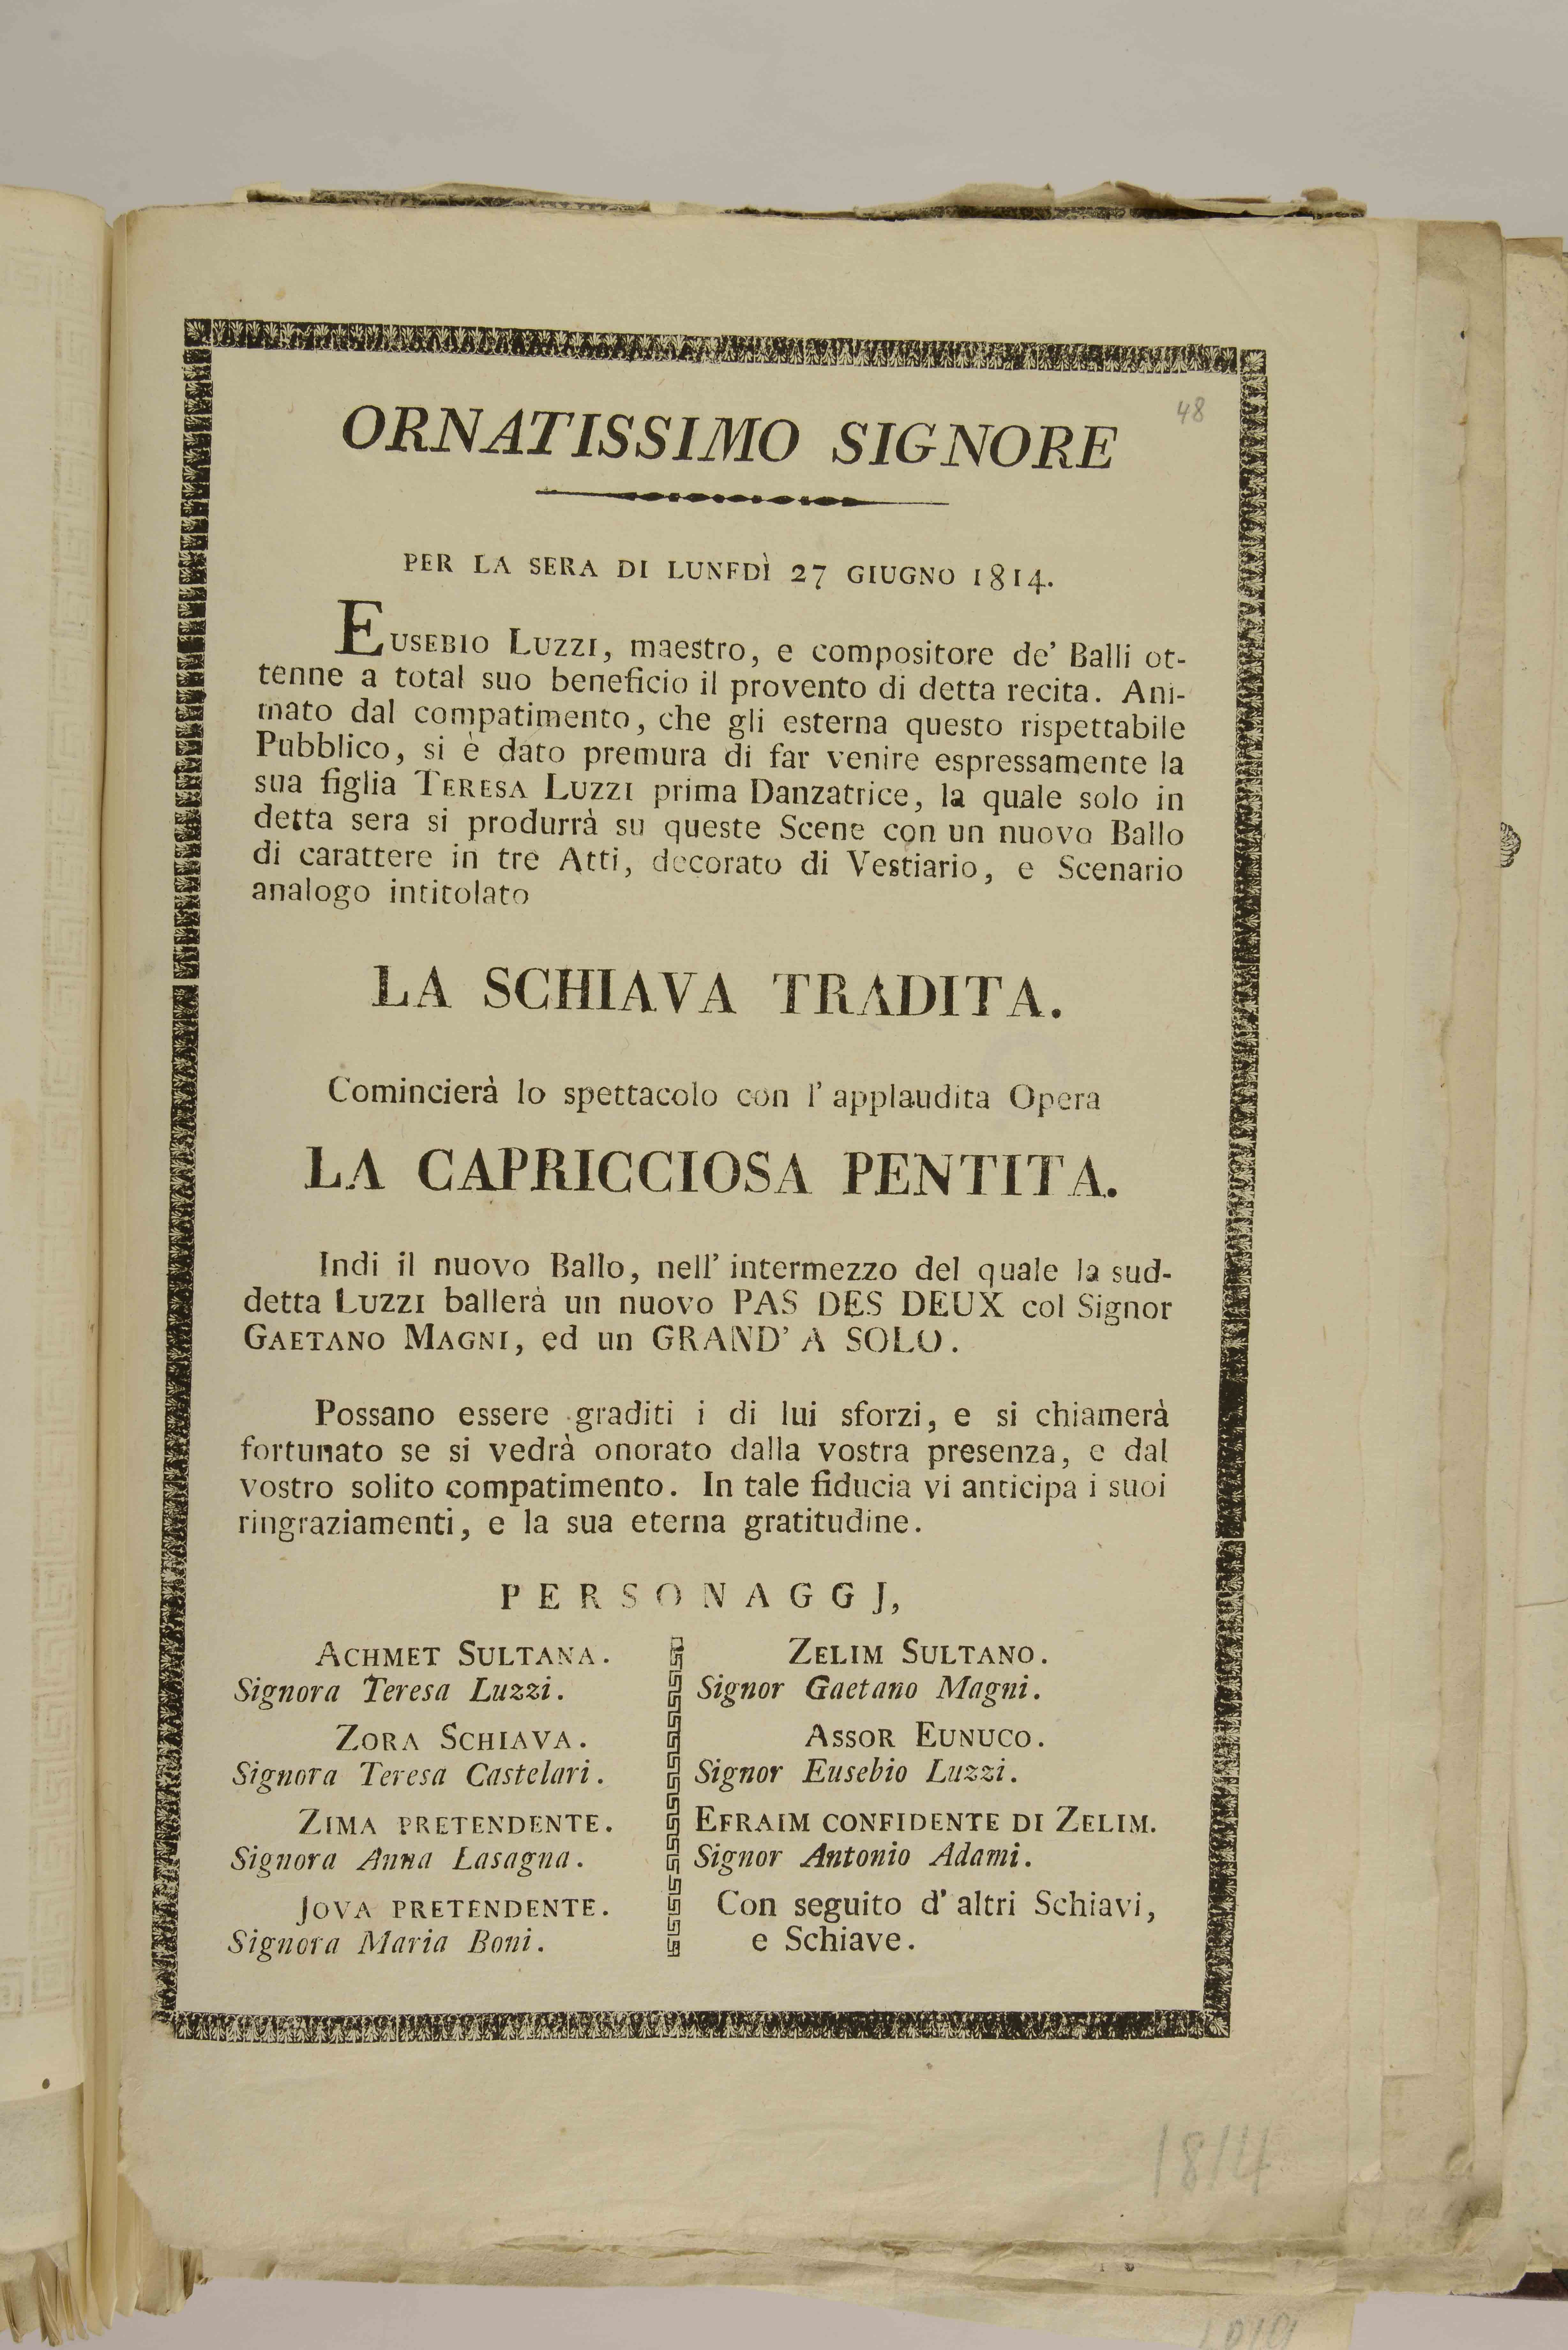 48
ORNATISSIMO SIGNORE
PER LA SERA DI LUNEDÌ 27 GIUGNO 1814.
EUSEBIO LUZZI, maestro, e compositore de' Balli ot-
tenne a total suo beneficio il provento di detta recita. Ani-
mato dal compatimento, che gli esterna questo rispettabile
Pubblico, si è dato premura di far venire espressamente la
sua figlia TERESA LUZZI prima Danzatrice, la quale solo in
detta sera si produrrà su queste Scene con un nuovo Ballo
di carattere in tre Atti, decorato di Vestiario, e Scenario
analogo intitolato
LA SCHIAVA TRADITA.
Comincierà lo spettacolo con l' applaudita Opera
LA CAPRICCIOSA PENTITA.
Indi il nuovo Ballo, nell' intermezzo del quale la sud-
detta LUZZI ballerà un nuovo PAS DES DEUX col Signor
GAETANO MAGNI, ed un GRAND' A SOLO.
Possano essere graditi i di lui sforzi, e si chiamerà
fortunato se si vedrà onorato dalla vostra presenza, e dal
vostro solito compatimento. In tale fiducia vi anticipa i suoi
ringraziamenti, e la sua eterna gratitudine.
PERSONAGGJ,
ACHMET SULTANA.
Signora Teresa Luzzi.
ZORA SCHIAVA.
Signora Teresa Castelari.
ZIMA PRETENDENTE.
Signora Anna Lasagna.
JOVA PRETENDENTE.
Signora Maria Boni.
ZELIM SULTANO.
Signor Gaetano Magni.
ASSOR EUNUCO.
Signor Eusebio Luzzi.
EFRAIM CONFIDENTE DI ZELIM.
Signor Antonio Adami.
Con seguito d' altri Schiavi,
e Schiave.
1814